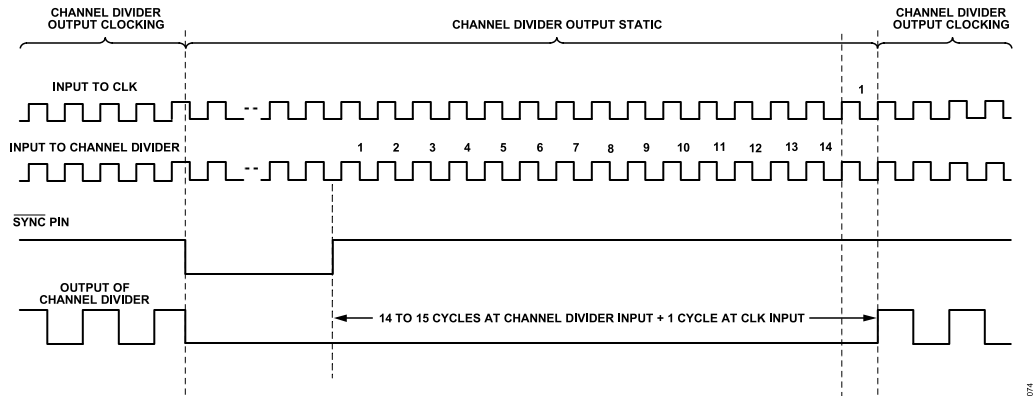 CHANNEL DIVIDER
OUTPUT CLOCKING
CHANNEL DIVIDER OUTPUT STATIC
CHANNEL DIVIDER
OUTPUT CLOCKING
INPUT TO CLK
1
INPUT TO CHANNEL DIVIDER
1 2 3 4 5 6 7 8 9 10 11 12 13 14
SYNC PIN
OUTPUT OF
CHANNEL DIVIDER
14 TO 15 CYCLES AT CHANNEL DIVIDER INPUT + 1 CYCLE AT CLK INPUT
074